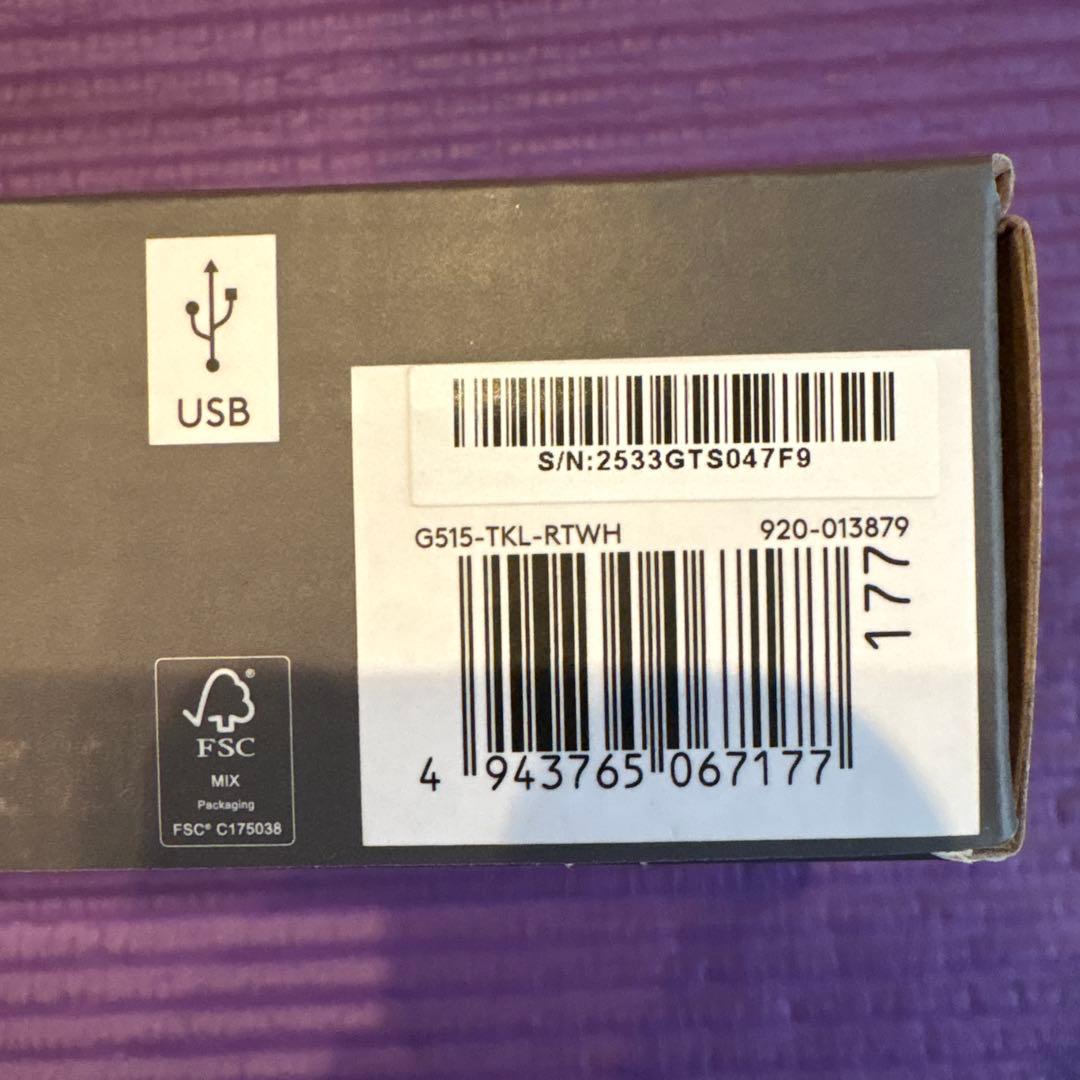 USB
S/N:2533GTS047F9
G515-TKL-RTWH 920-013879
177
4 943765 067177
FSC®
MIX
Packaging
FSC® C175038